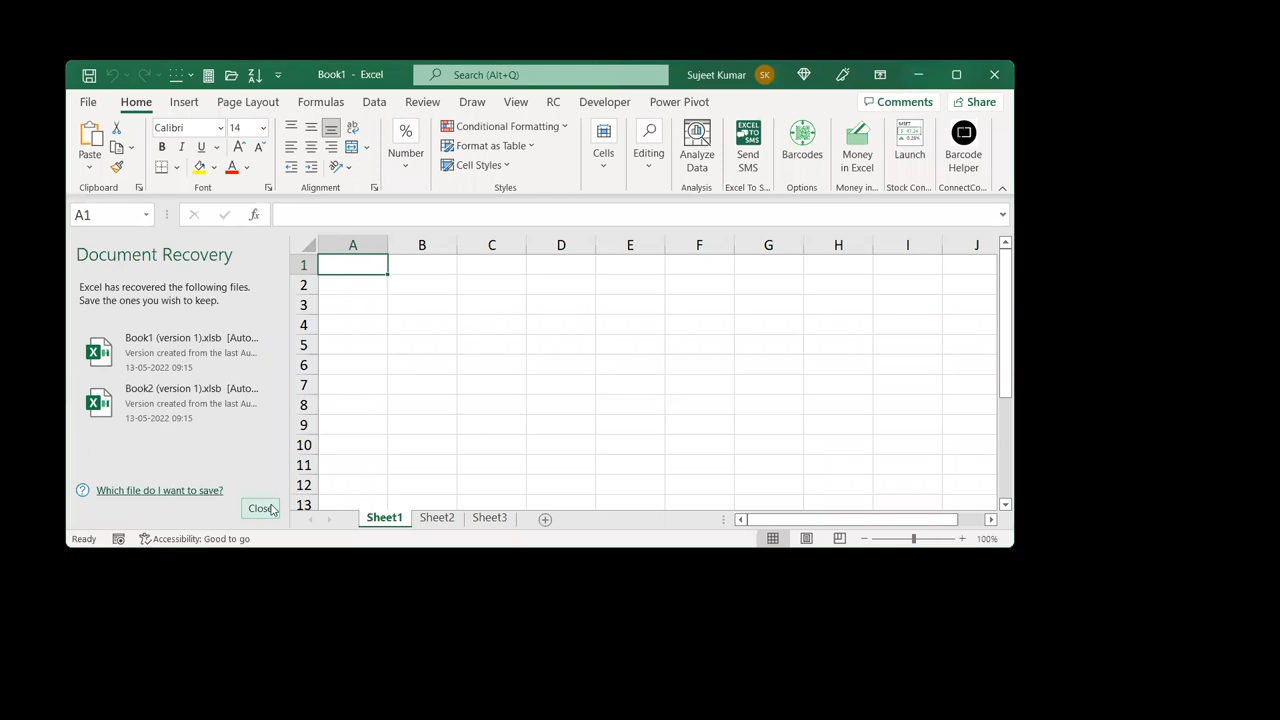 Book1 - Excel
Search (Alt+Q)
Sujeet Kumar SK
File Home Insert Page Layout Formulas Data Review Draw View RC Developer Power Pivot Comments Share
Paste
Clipboard
Calibri 14
B I U A A
A
Font
ab
Alignment
%
Number
Conditional Formatting
Format as Table
Cell Styles
Styles
Cells
Editing
Analyze Data
Analysis
EXCEL TO SMS
Send SMS
Excel To S...
Barcodes
Options
Money in Excel
Money in...
MSFT
Launch
Stock Con...
Barcode Helper
ConnectCo...
A1 fx
Document Recovery
Excel has recovered the following files.
Save the ones you wish to keep.
Book1 (version 1).xlsb [Auto...
Version created from the last Au...
13-05-2022 09:15
Book2 (version 1).xlsb [Auto...
Version created from the last Au...
13-05-2022 09:15
? Which file do I want to save?
Close
A B C D E F G H I J
1
2
3
4
5
6
7
8
9
10
11
12
13
Sheet1 Sheet2 Sheet3
Ready Accessibility: Good to go 100%